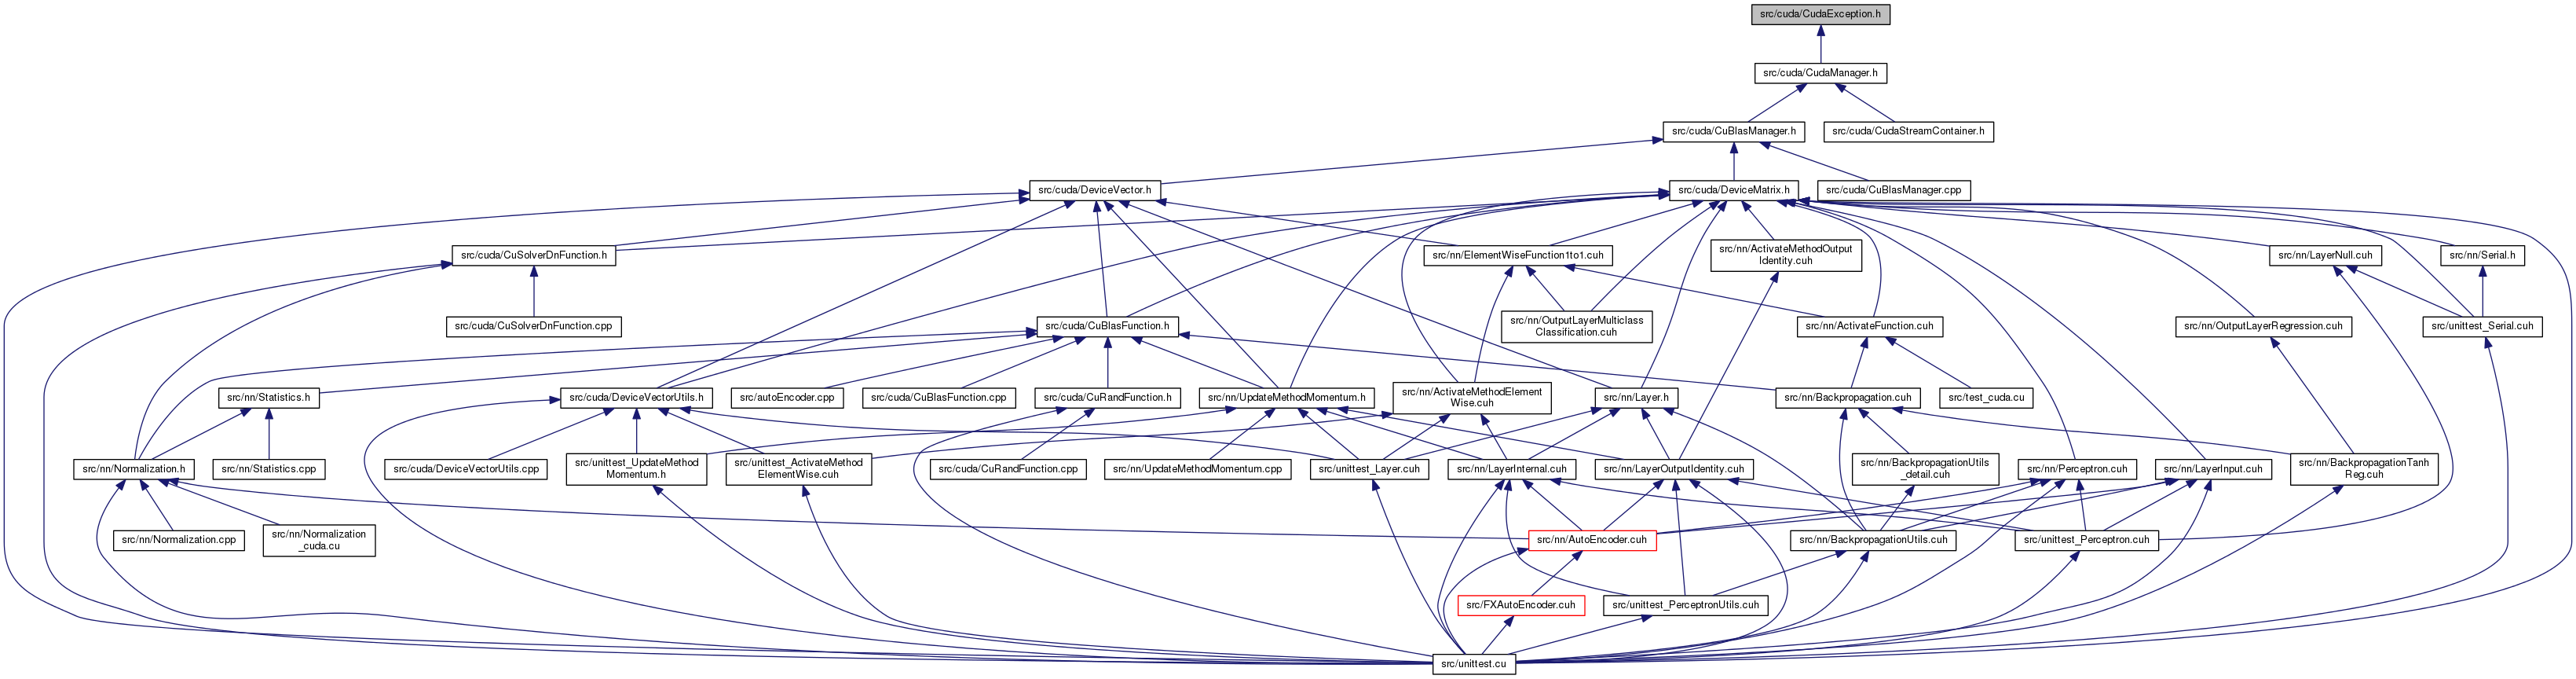 src/cuda/CudaException.h
src/cuda/CudaManager.h
src/cuda/CuBlasManager.h
src/cuda/CudaStreamContainer.h
src/cuda/DeviceVector.h
src/cuda/DeviceMatrix.h
src/cuda/CuBlasManager.cpp
src/cuda/CuSolverDnFunction.h
src/nn/ElementWiseFunction1to1.cuh
src/nn/ActivateMethodOutput
Identity.cuh
src/nn/LayerNull.cuh
src/nn/Serial.h
src/cuda/CuSolverDnFunction.cpp
src/cuda/CuBlasFunction.h
src/nn/OutputLayerMulticlass
Classification.cuh
src/nn/ActivateFunction.cuh
src/nn/OutputLayerRegression.cuh
src/unittest_Serial.cuh
src/nn/Statistics.h
src/cuda/DeviceVectorUtils.h
src/autoEncoder.cpp
src/cuda/CuBlasFunction.cpp
src/cuda/CuRandFunction.h
src/nn/UpdateMethodMomentum.h
src/nn/ActivateMethodElement
Wise.cuh
src/nn/Layer.h
src/nn/Backpropagation.cuh
src/test_cuda.cu
src/nn/Normalization.h
src/nn/Statistics.cpp
src/cuda/DeviceVectorUtils.cpp
src/unittest_UpdateMethod
Momentum.h
src/unittest_ActivateMethod
ElementWise.cuh
src/cuda/CuRandFunction.cpp
src/nn/UpdateMethodMomentum.cpp
src/unittest_Layer.cuh
src/nn/LayerInternal.cuh
src/nn/LayerOutputIdentity.cuh
src/nn/BackpropagationUtils
_detail.cuh
src/nn/Perceptron.cuh
src/nn/LayerInput.cuh
src/nn/BackpropagationTanh
Reg.cuh
src/nn/Normalization.cpp
src/nn/Normalization
_cuda.cu
src/nn/AutoEncoder.cuh
src/nn/BackpropagationUtils.cuh
src/unittest_Perceptron.cuh
src/FXAutoEncoder.cuh
src/unittest_PerceptronUtils.cuh
src/unittest.cu